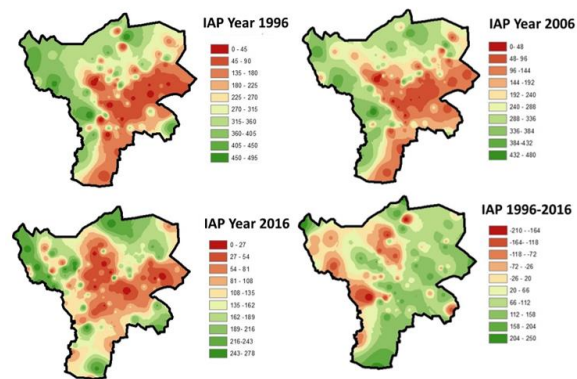 IAP Year 1996
0 - 45
45 - 90
135 - 180
180 - 225
225 - 270
270 - 315
315- 360
360 - 405
405 - 450
450 - 495
IAP Year 2006
0 - 48
48 - 96
96 -144
144 - 192
192 - 240
240 - 288
288 - 336
336- 384
384-432
432 - 480
IAP Year 2016
0 - 27
27 - 54
54 - 81
81 - 108
108 -135
135 - 162
162 -189
189- 216
216-243
243- 278
IAP 1996-2016
-210 - -164
-164- -118
-118 - -72
-72 - -26
-26 - 20
20 - 66
66 - 112
112 - 158
158 - 204
204 - 250